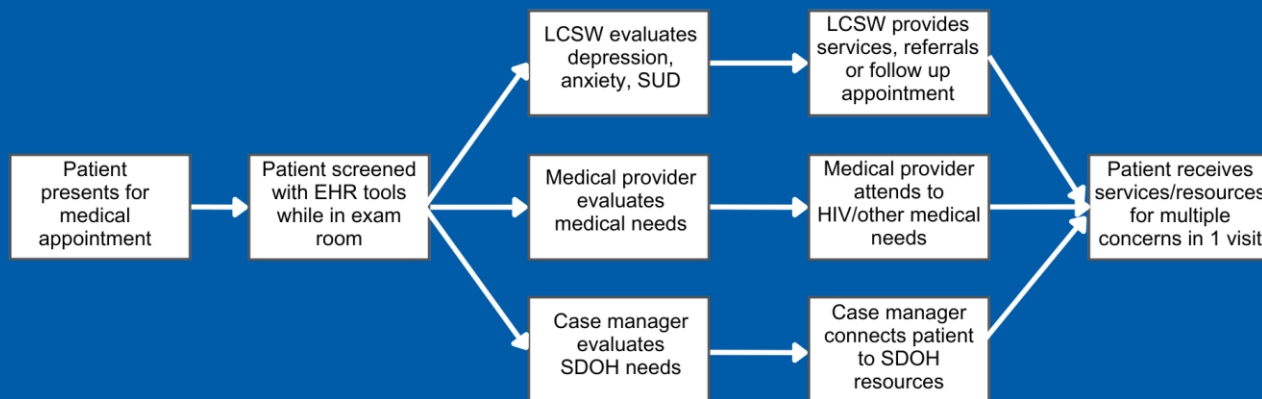 LCSW evaluates
depression,
anxiety, SUD
LCSW provides
services, referrals
or follow up
appointment
Patient
presents for
medical
appointment
Patient screened
with EHR tools
while in exam
room
Medical provider
evaluates
medical needs
Medical provider
attends to
HIV/other medical
needs
Patient receives
services/resources
for multiple
concerns in 1 visit
Case manager
evaluates
SDOH needs
Case manager
connects patient
to SDOH
resources